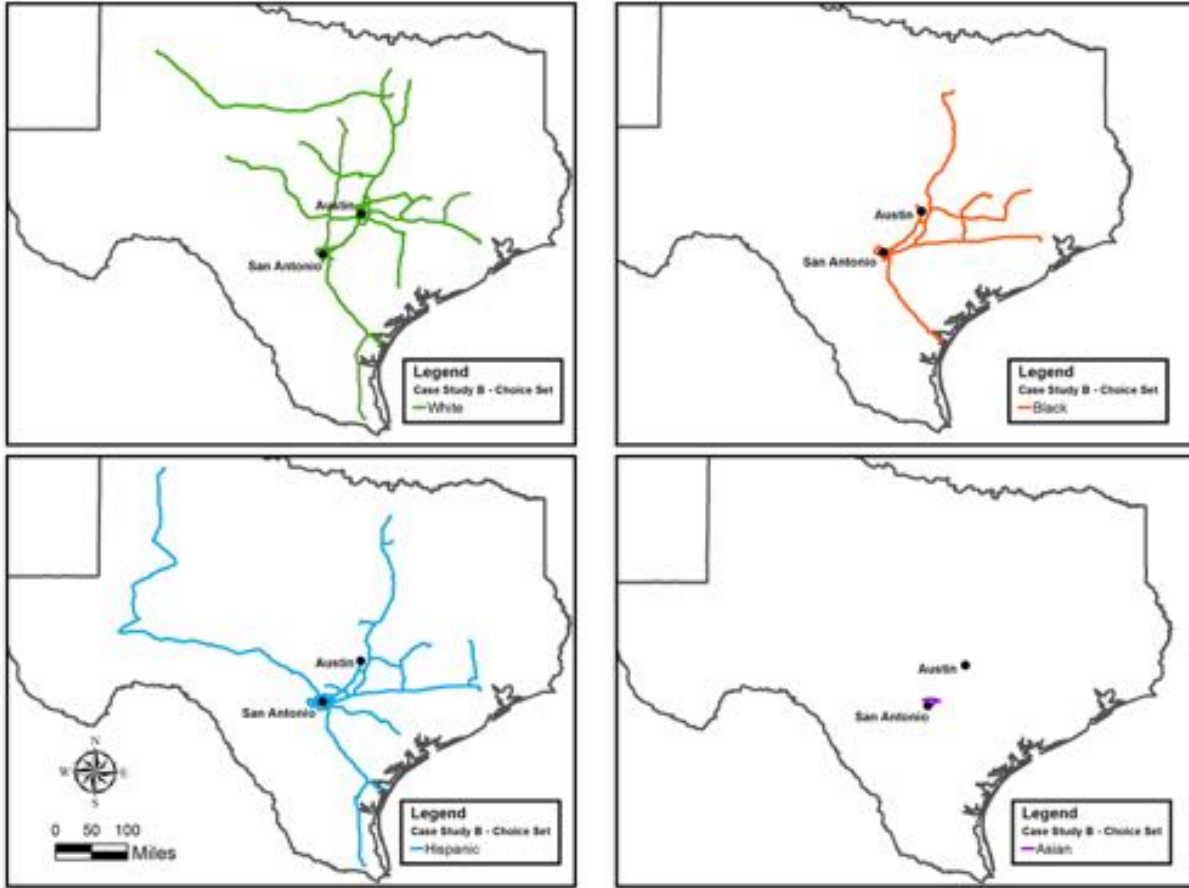 Austin
San Antonio
Legend
Case Study B - Choice Set
White
Austin
San Antonio
Legend
Case Study B - Choice Set
Black
Austin
San Antonio
N
W E
S
0 50 100
Miles
Legend
Case Study B - Choice Set
Hispanic
Austin
San Antonio
Legend
Case Study B - Choice Set
Asian